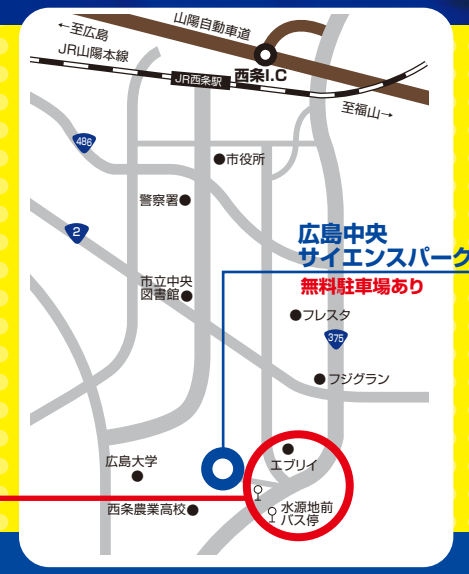 ←至広島
山陽自動車道
JR山陽本線
JR西条駅
西条I.C
至福山→
486
●市役所
警察署●
2
広島中央
サイエンスパーク
無料駐車場あり
市立中央
図書館●
●フレスタ
375
●フジグラン
広島大学
エブリイ
西条農業高校●
水源地前
バス停